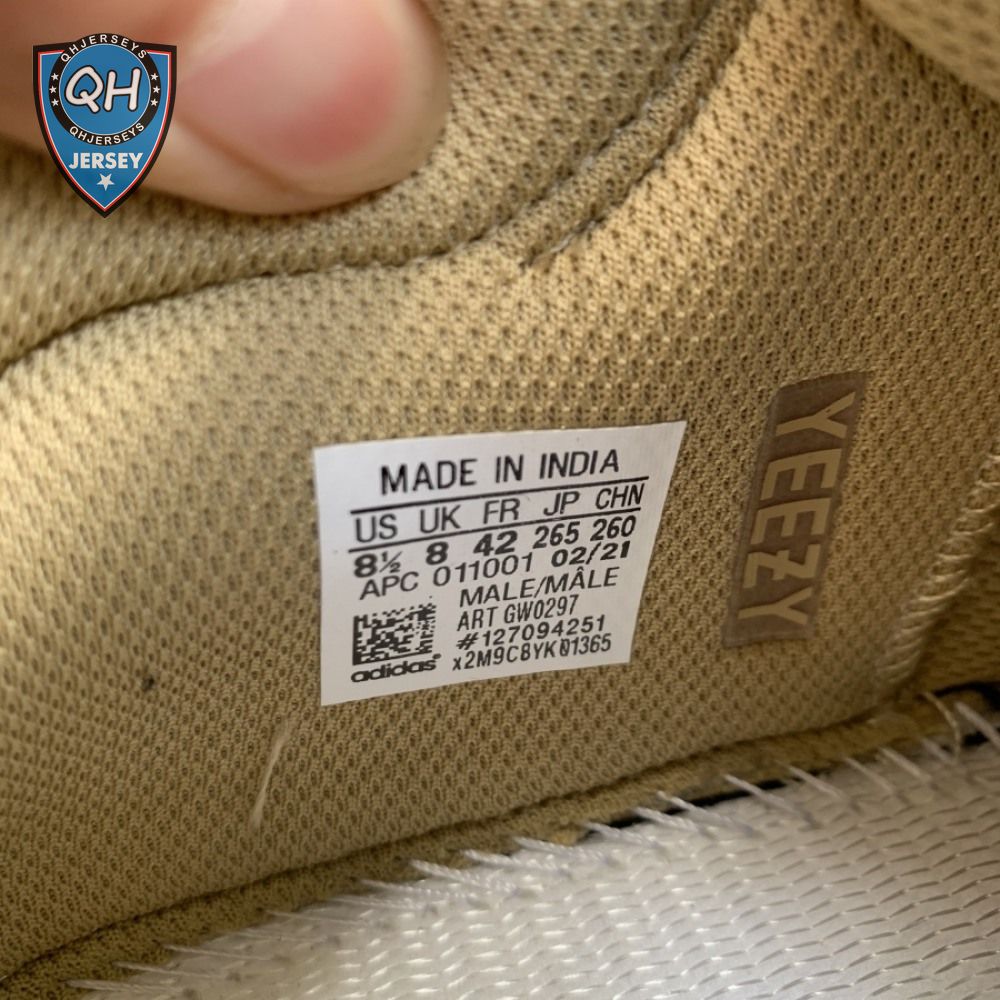 QHJERSEYS
QH
QHJERSEYS
JERSEY
MADE IN INDIA
US UK FR JP CHN
8½ 8 42 265 260
APC 011001 02/21
MALE/MÂLE
ART GW0297
#127094251
x2M9C8YK01365
adidas
YEEZY